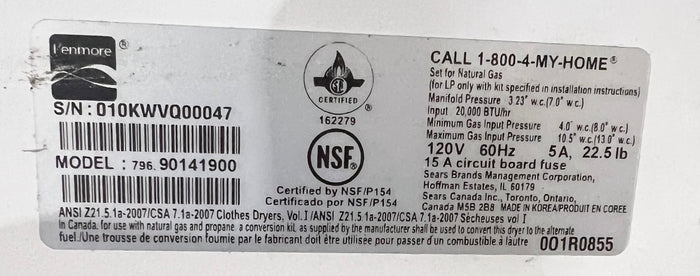 Kenmore ®
S/N : 010KWVQ00047
MODEL : 796.90141900
CERTIFIED ®
162279
NSF.
Certified by NSF/P154
Certificado por NSF/P154
CALL 1-800-4-MY-HOME®
Set for Natural Gas
(for LP only with kit specified in installation instructions)
Manifold Pressure 3.23" w.c.(7.0" w.c.)
Input 20,000 BTU/hr
Minimum Gas Input Pressure 4.0" w.c.(8.0" w.c.)
Maximum Gas Input Pressure 10.5" w.c.(13.0" w.c.)
120V 60Hz 5A, 22.5 lb
15 A circuit board fuse
Sears Brands Management Corporation,
Hoffman Estates, IL 60179
Sears Canada Inc., Toronto, Ontario,
Canada M5B 2B8 MADE IN KOREA/PRODUIT EN COREE
ANSI Z21.5.1a-2007/CSA 7.1a-2007 Clothes Dryers, Vol.I /ANSI Z21.5.1a-2007/CSA 7.1a-2007 Sécheuses vol I
In Canada, for use with natural gas and propane. a conversion kit, as supplied by the manufacturer shall be used to convert this dryer to the alternate
fuel./Une trousse de conversion fourni par le fabricant doit être utilisée pour passer d'un combustible à làutre 001R0855